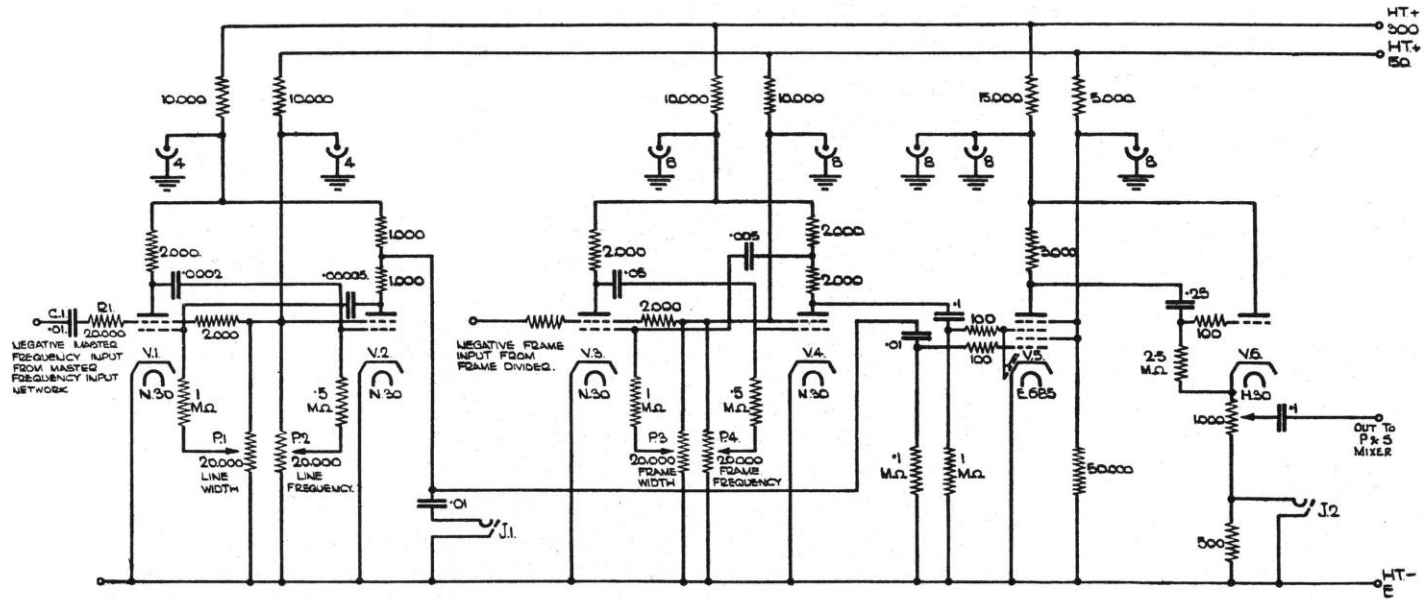 HT.+
300
HT.+
150.
10.000
10.000
10.000
10.000
15.000
5.000
4
4
8
8
8
8
8
2.000.
1.000
2.000
2.000
3.000
.0002
.0005.
1.000
.05
.005
2.000
.25
C.1
.01.
R1.
20.000
2.000
2.000
.1
.01
100
100
100
NEGATIVE MASTER
FREQUENCY INPUT
FROM MASTER
FREQUENCY INPUT
NETWORK
V.1.
N.30
V.2
N.30
NEGATIVE FRAME
INPUT FROM
FRAME DIVIDER.
V.3.
N.30
V.4.
N.30
V.5.
E.6B5
2.5
MΩ
V.6.
H.30
1
MΩ
.5
MΩ
1
MΩ
.5
MΩ
1.000
.1
OUT TO
P & S
MIXER
P.1
20.000
LINE
WIDTH
P.2
20.000
LINE
FREQUENCY.
P.3
20.000
FRAME
WIDTH
P.4.
20.000
FRAME
FREQUENCY
.1
MΩ
1
MΩ
50.000
.01
J.1.
500
J.2
HT.-
E